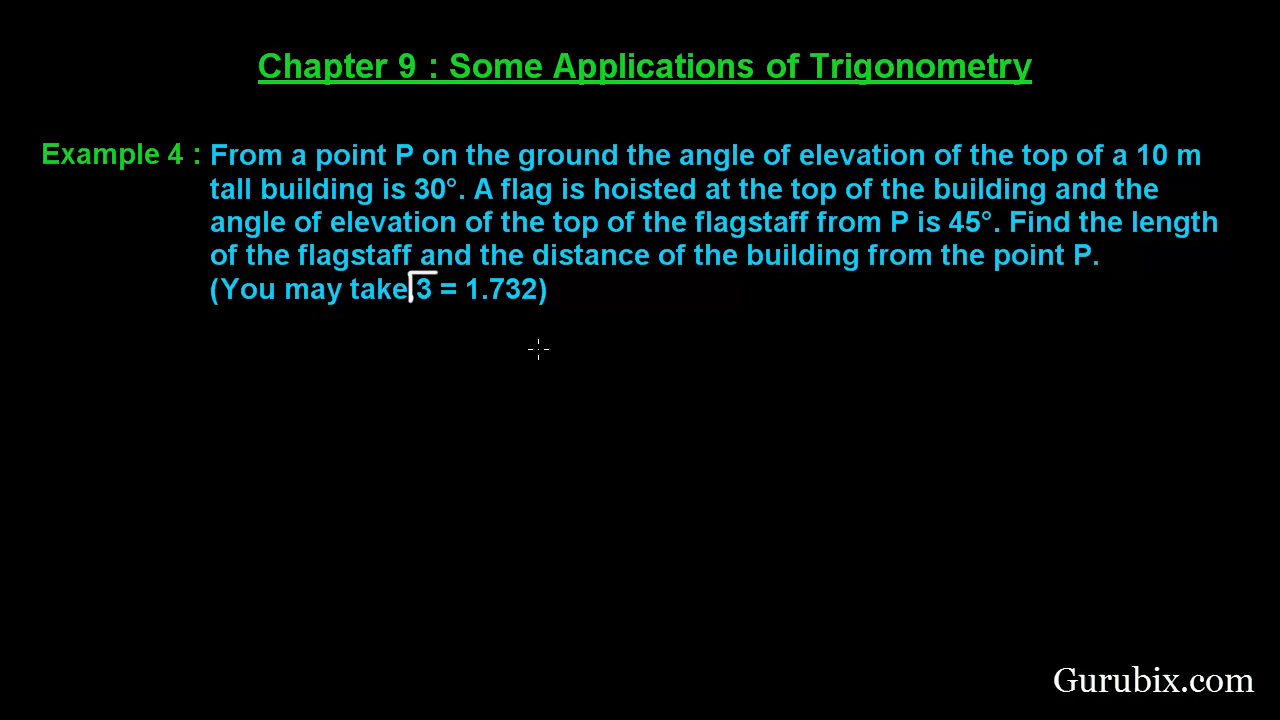 Chapter 9 : Some Applications of Trigonometry
Example 4 : From a point P on the ground the angle of elevation of the top of a 10 m
tall building is 30°. A flag is hoisted at the top of the building and the
angle of elevation of the top of the flagstaff from P is 45°. Find the length
of the flagstaff and the distance of the building from the point P.
(You may take √3 = 1.732)
Gurubix.com